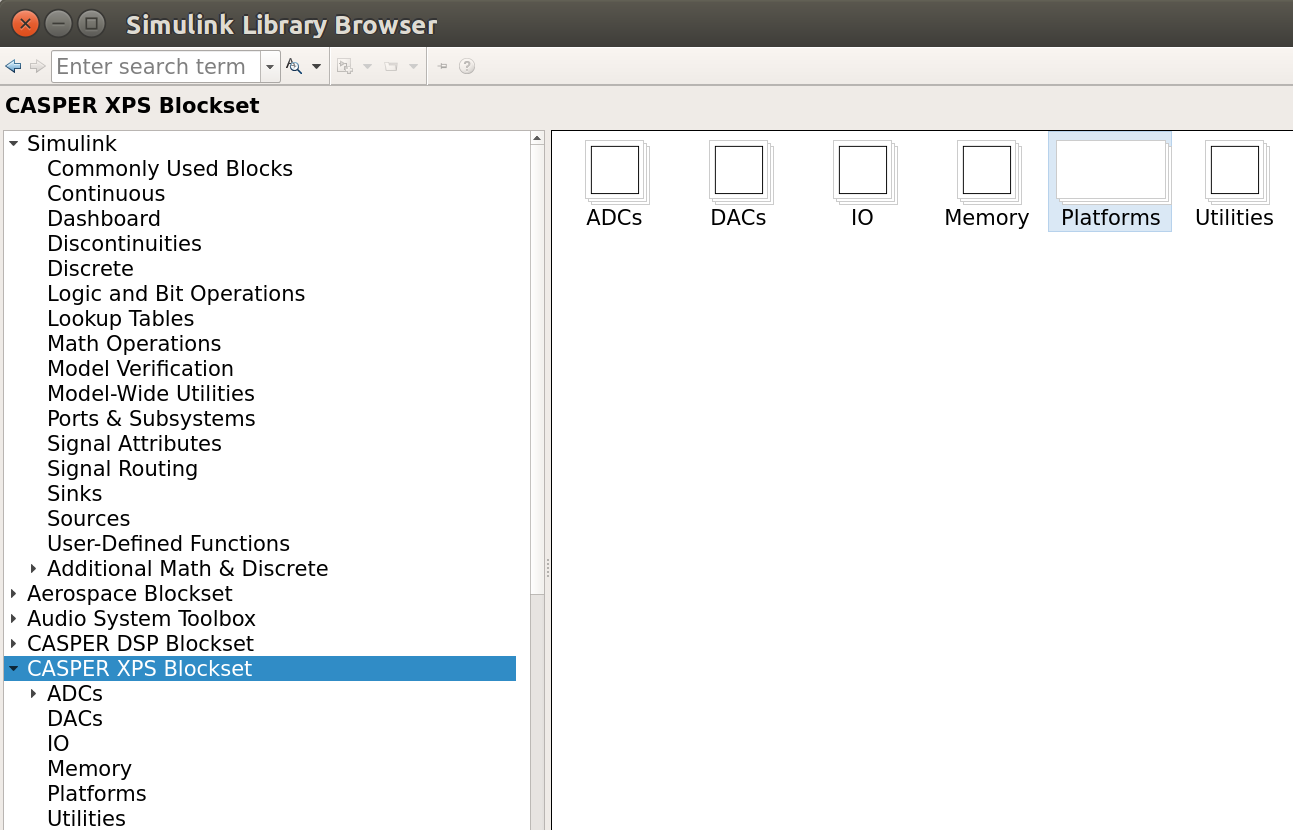 Simulink Library Browser
Enter search term
CASPER XPS Blockset
Simulink
Commonly Used Blocks
Continuous
Dashboard
Discontinuities
Discrete
Logic and Bit Operations
Lookup Tables
Math Operations
Model Verification
Model-Wide Utilities
Ports & Subsystems
Signal Attributes
Signal Routing
Sinks
Sources
User-Defined Functions
Additional Math & Discrete
Aerospace Blockset
Audio System Toolbox
CASPER DSP Blockset
CASPER XPS Blockset
ADCs
DACs
IO
Memory
Platforms
Utilities
ADCs DACs IO Memory Platforms Utilities